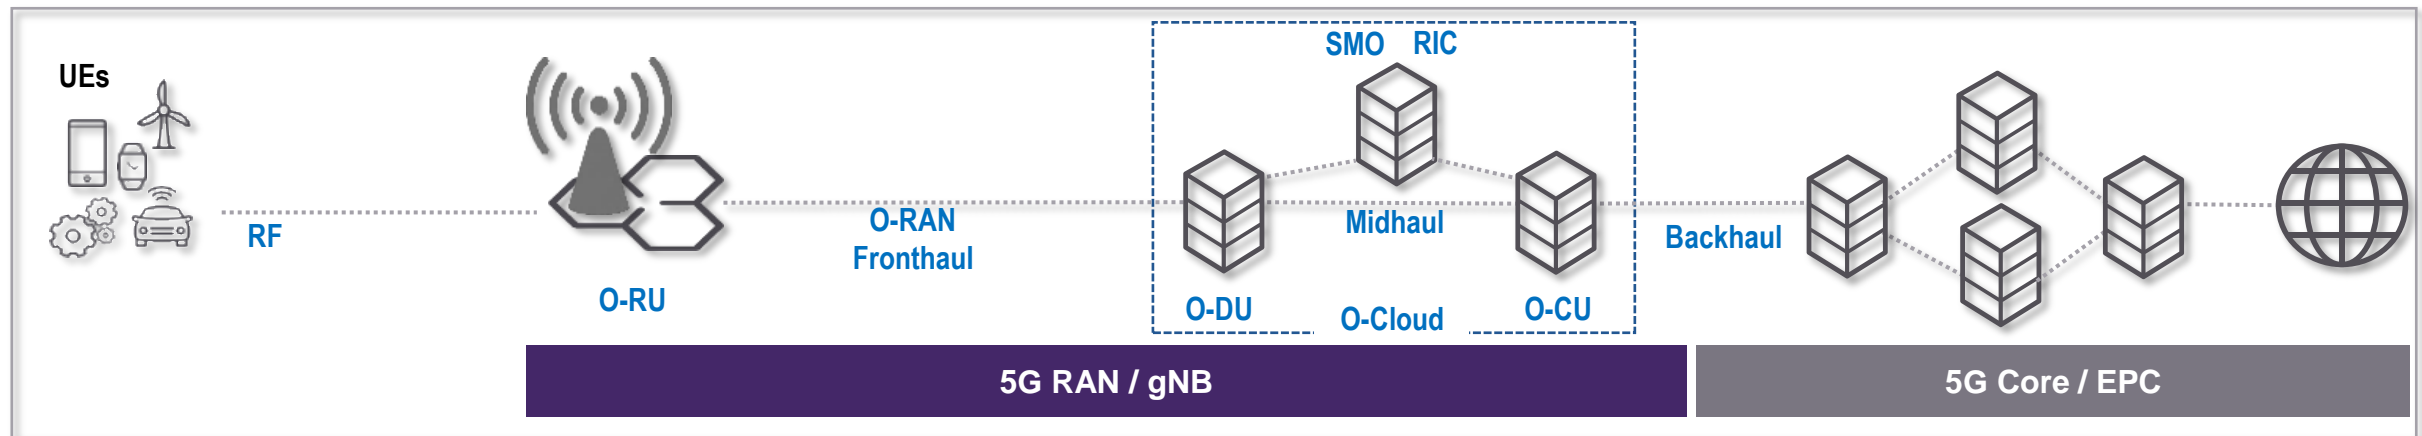 UEs
RF
O-RU
O-RAN
Fronthaul
SMO RIC
Midhaul
O-DU
O-Cloud
O-CU
Backhaul
5G RAN / gNB
5G Core / EPC